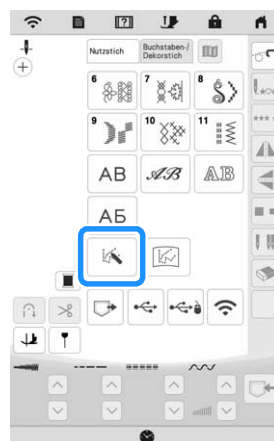 Nutzstich
Buchstaben-/
Dekorstich
6 7 8
9 10 11
AB AB AB
АБ